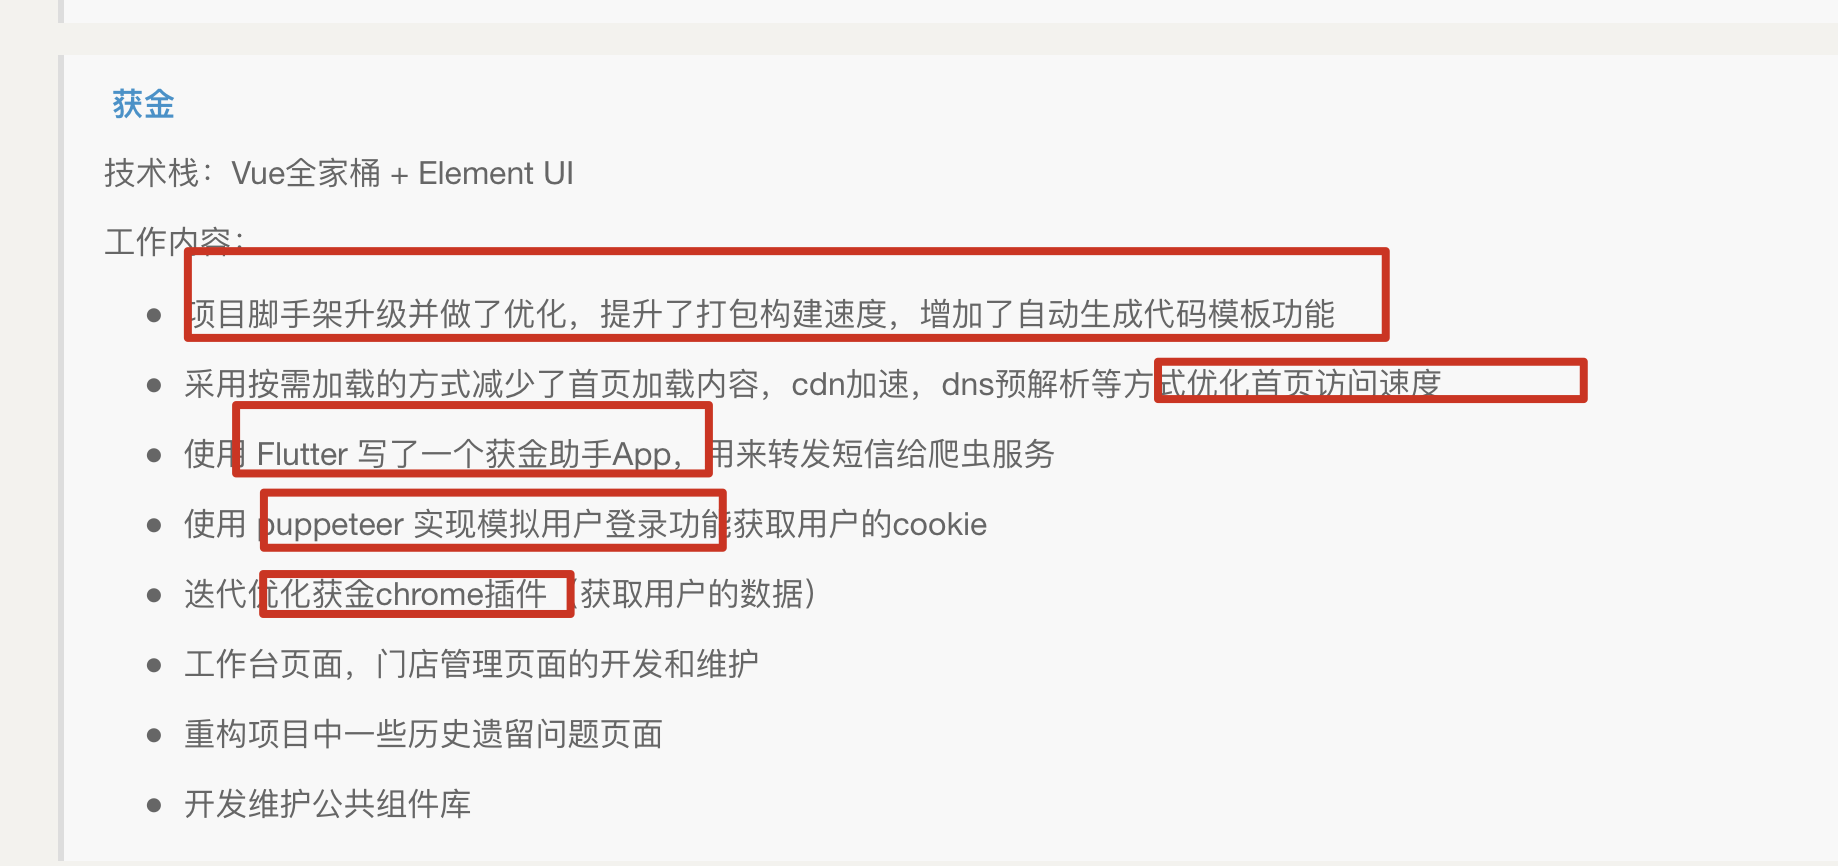 获金
技术栈：Vue全家桶 + Element UI
工作内容：
项目脚手架升级并做了优化，提升了打包构建速度，增加了自动生成代码模板功能
采用按需加载的方式减少了首页加载内容，cdn加速，dns预解析等方式优化首页访问速度
使用 Flutter 写了一个获金助手App，用来转发短信给爬虫服务
使用 puppeteer 实现模拟用户登录功能获取用户的cookie
迭代优化获金chrome插件（获取用户的数据）
工作台页面，门店管理页面的开发和维护
重构项目中一些历史遗留问题页面
开发维护公共组件库